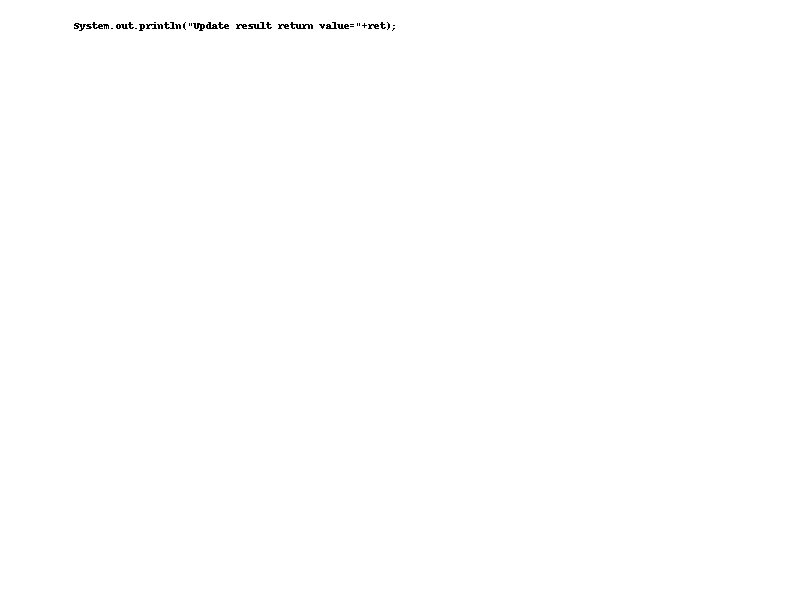 System.out.println("Update result return value="+ret);